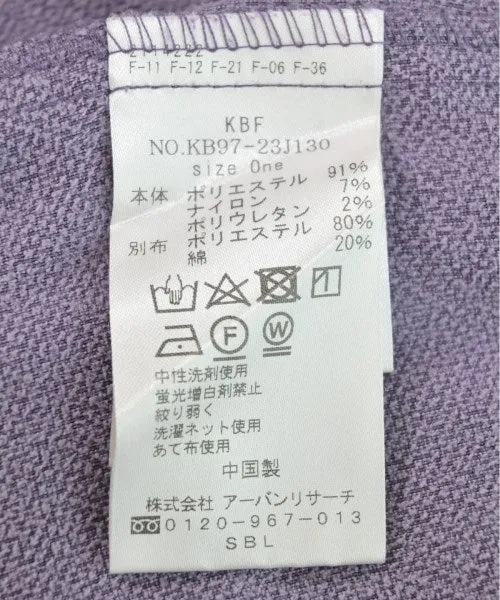 F-11 F-12 F-21 F-06 F-36
KBF
NO.KB97-23J130
size One
本体 ポリエステル 91%
ナイロン 7%
ポリウレタン 2%
別布 ポリエステル 80%
綿 20%
F W
中性洗剤使用
蛍光増白剤禁止
絞り弱く
洗濯ネット使用
あて布使用
中国製
株式会社 アーバンリサーチ
0120-967-013
SBL